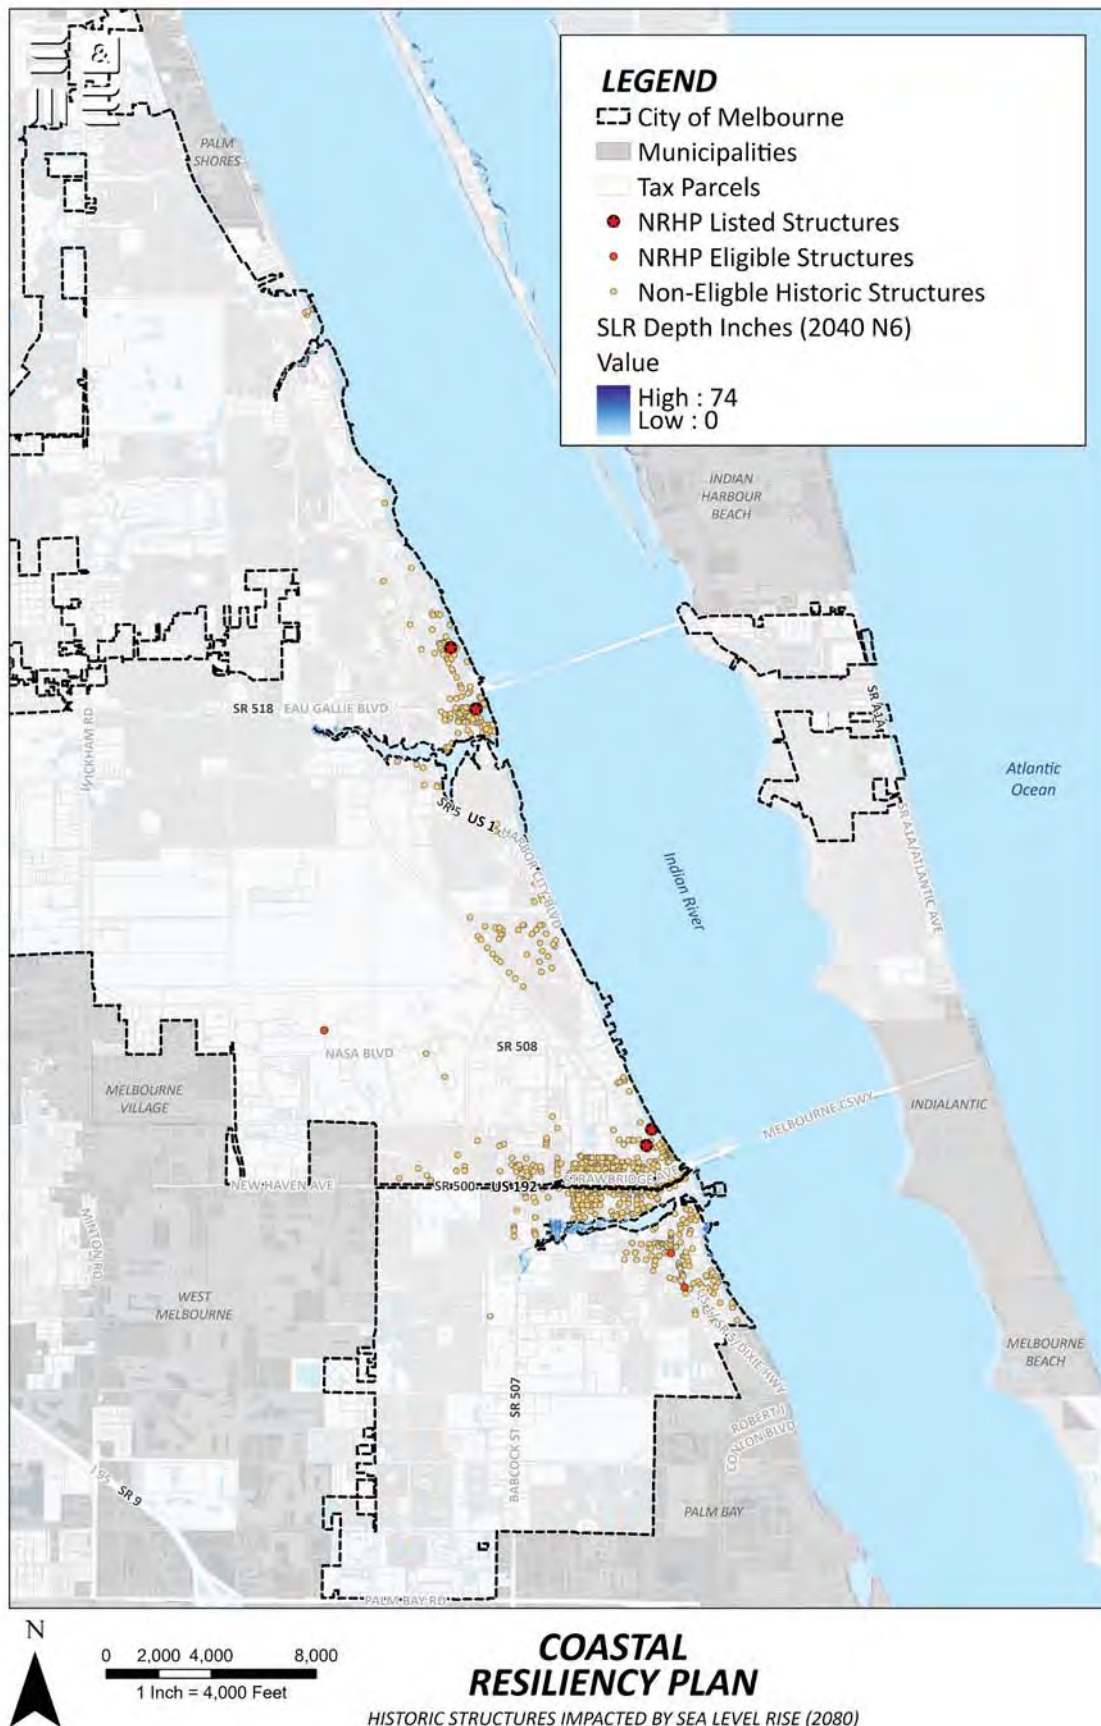 &
LEGEND
City of Melbourne
Municipalities
Tax Parcels
NRHP Listed Structures
NRHP Eligible Structures
Non-Eligble Historic Structures
SLR Depth Inches (2040 N6)
Value
High : 74
Low : 0
PALM
SHORES
INDIAN
HARBOUR
BEACH
SR 518
EAU GALLIE BLVD
WICKHAM RD
SR A1A
Atlantic
Ocean
SR 5 US 1
HARBOR CITY BLVD
SR A1A/ATLANTIC AVE
Indian River
NASA BLVD
SR 508
MELBOURNE
VILLAGE
MELBOURNE CSWY
INDIALANTIC
NEW HAVEN AVE
SR 500
US 192
STRAWBRIDGE AVE
MINTON RD
WEST
MELBOURNE
US 1/SR 5/DIXIE HWY
MELBOURNE
BEACH
SR 507
BABCOCK ST
ROBERT J
CONLON BLVD
I 95 SR 9
PALM BAY
PALM BAY RD
N
0 2,000 4,000 8,000
1 Inch = 4,000 Feet
COASTAL
RESILIENCY PLAN
HISTORIC STRUCTURES IMPACTED BY SEA LEVEL RISE (2080)